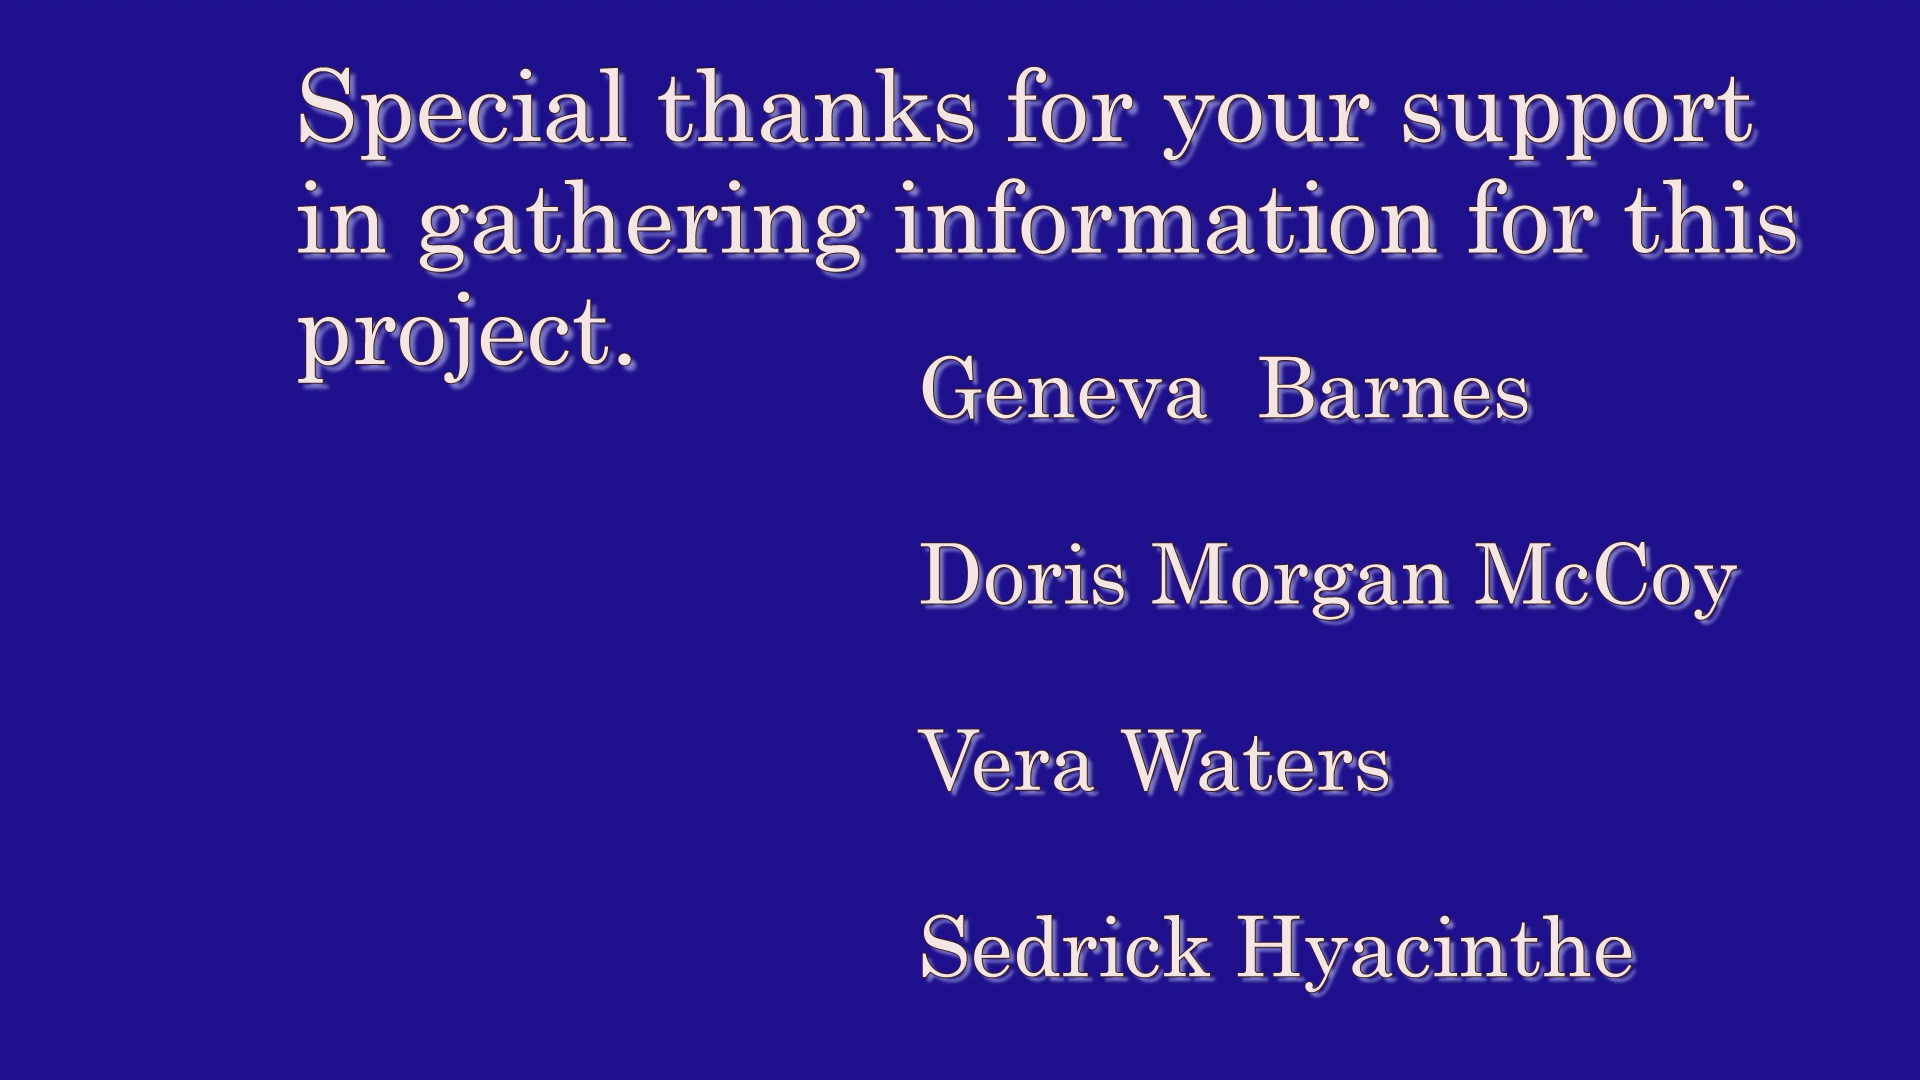 Special thanks for your support
in gathering information for this
project.
Geneva  Barnes
Doris Morgan McCoy
Vera Waters
Sedrick Hyacinthe